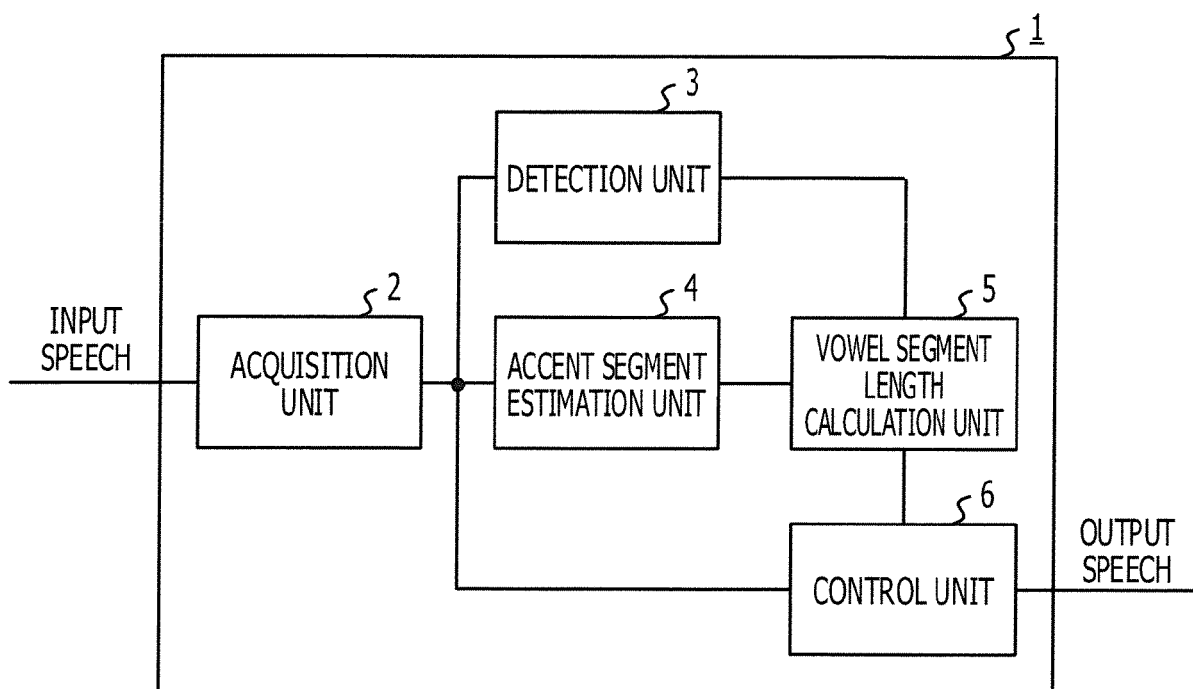 1
3
DETECTION UNIT
2
4
5
INPUT
SPEECH
ACQUISITION
UNIT
ACCENT SEGMENT
ESTIMATION UNIT
VOWEL SEGMENT
LENGTH
CALCULATION UNIT
6
CONTROL UNIT
OUTPUT
SPEECH